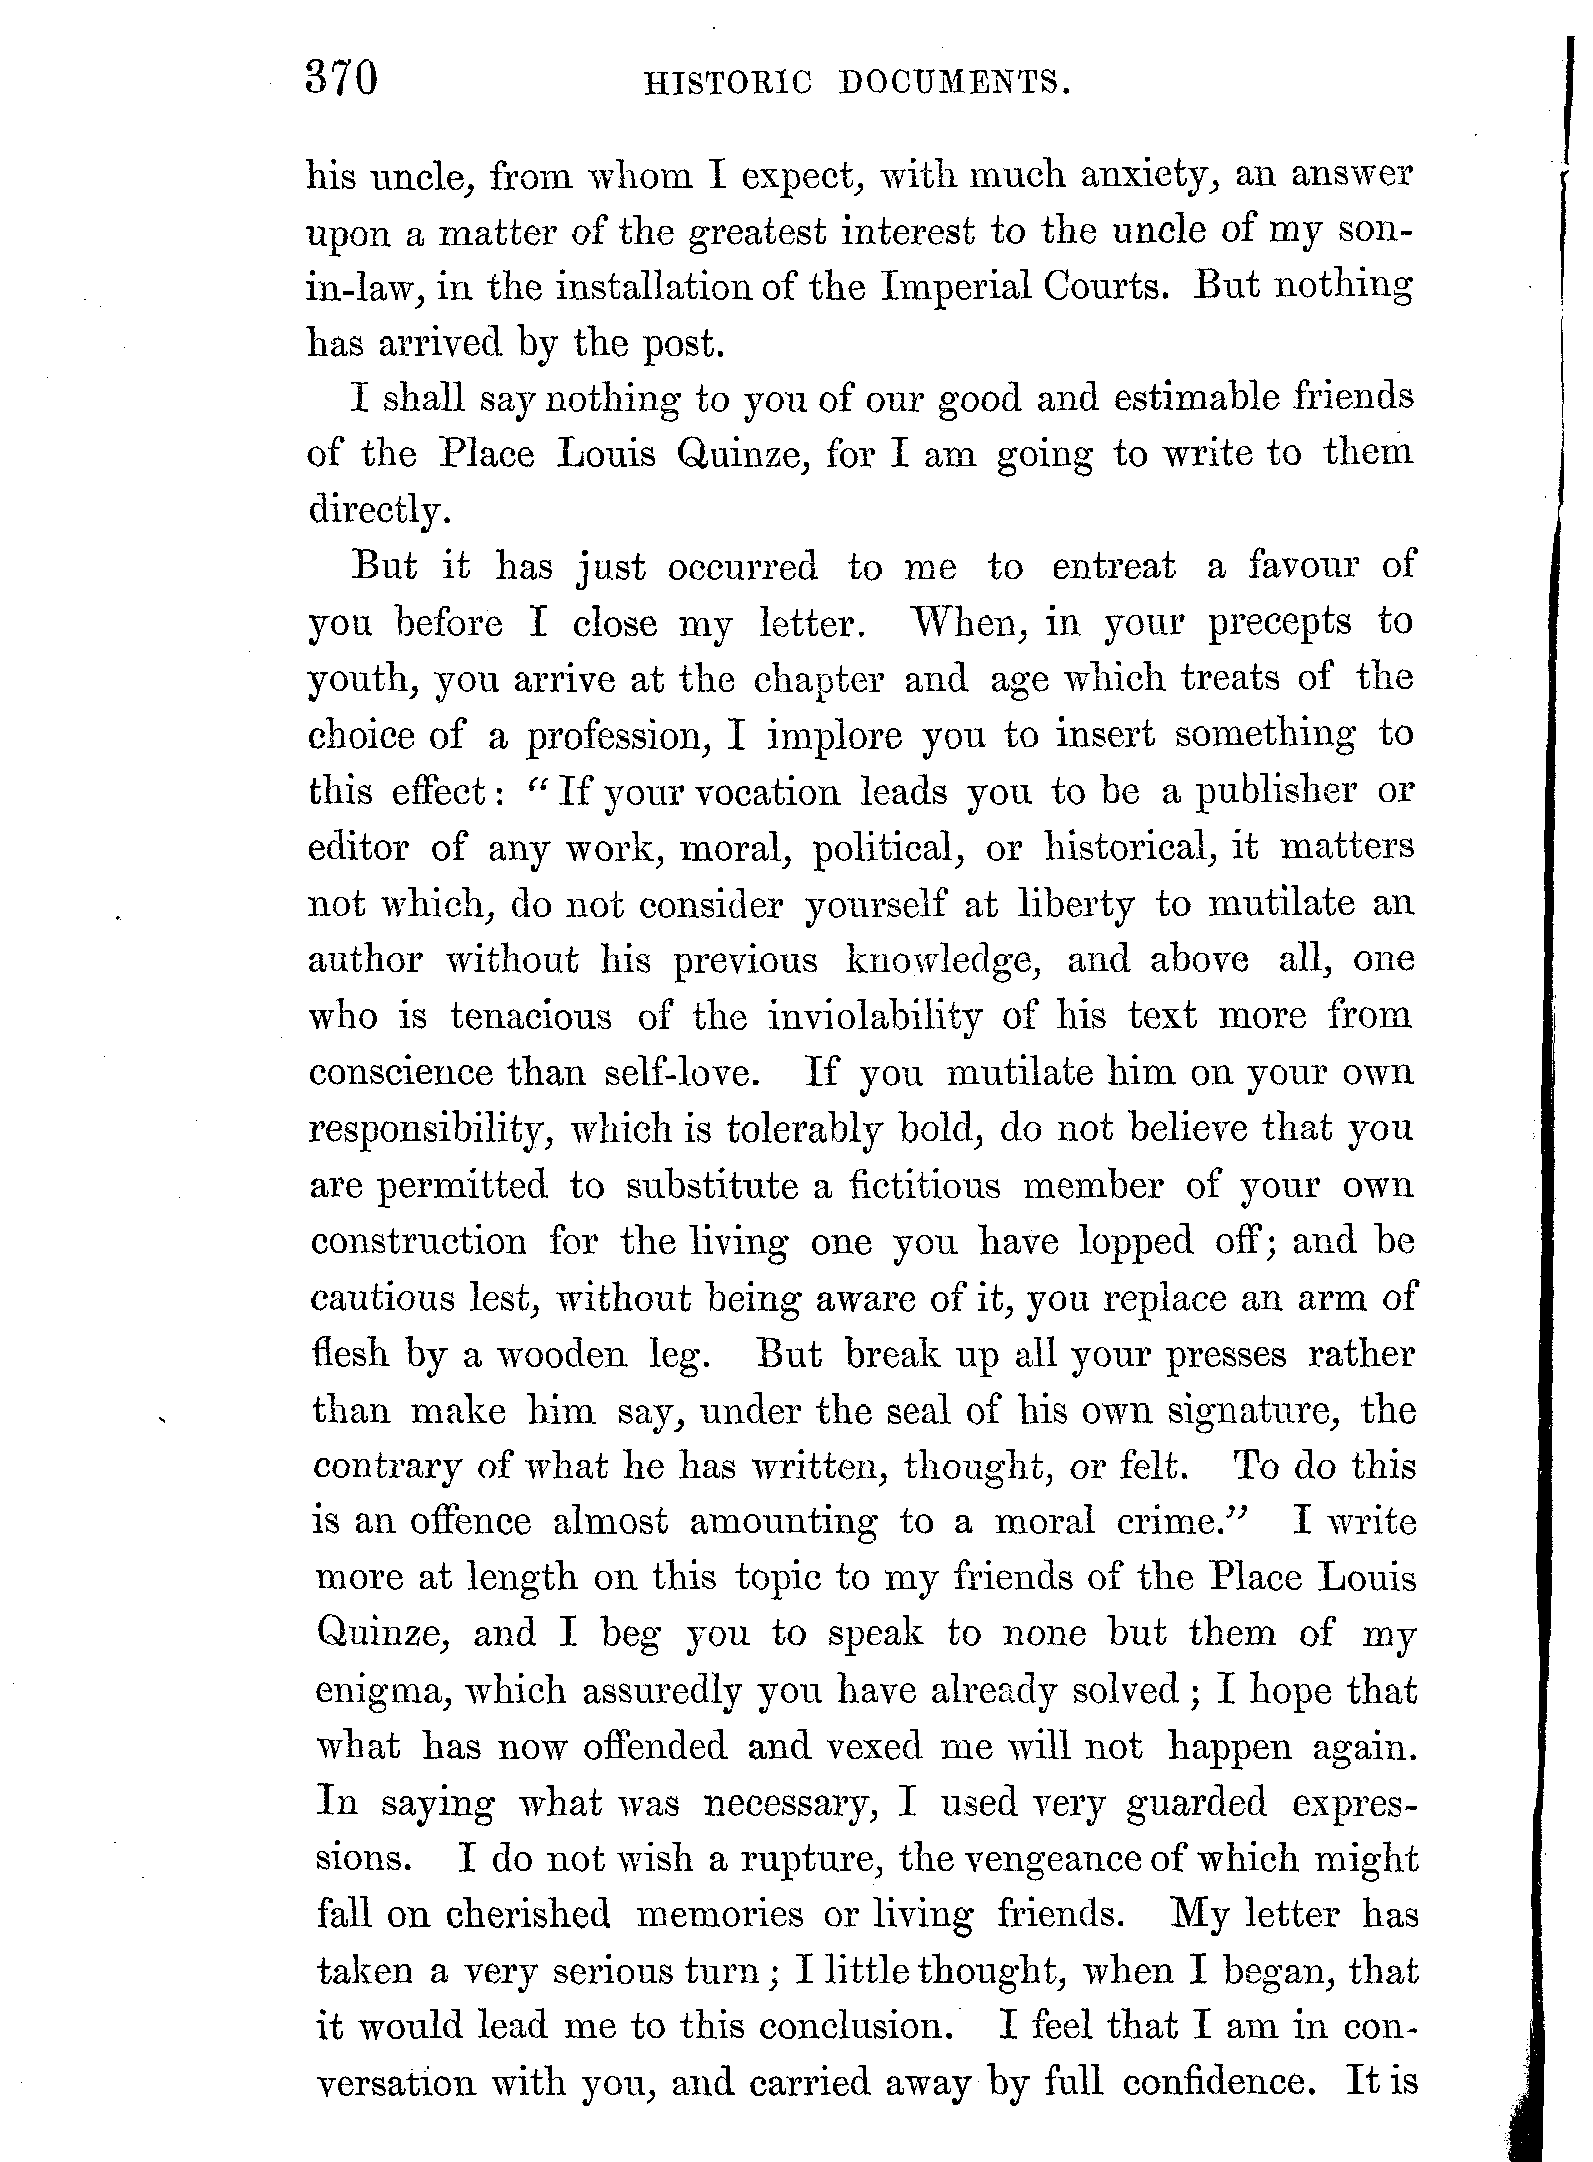 370 HISTORIC DOCUMENTS.
his uncle, from whom I expect, with much anxiety, an answer
upon a matter of the greatest interest to the uncle of my son-
in-law, in the installation of the Imperial Courts. But nothing
has arrived by the post.
I shall say nothing to you of our good and estimable friends
of the Place Louis Quinze, for I am going to write to them
directly.
But it has just occurred to me to entreat a favour of
you before I close my letter. When, in your precepts to
youth, you arrive at the chapter and age which treats of the
choice of a profession, I implore you to insert something to
this effect: “If your vocation leads you to be a publisher or
editor of any work, moral, political, or historical, it matters
not which, do not consider yourself at liberty to mutilate an
author without his previous knowledge, and above all, one
who is tenacious of the inviolability of his text more from
conscience than self-love. If you mutilate him on your own
responsibility, which is tolerably bold, do not believe that you
are permitted to substitute a fictitious member of your own
construction for the living one you have lopped off; and be
cautious lest, without being aware of it, you replace an arm of
flesh by a wooden leg. But break up all your presses rather
than make him say, under the seal of his own signature, the
contrary of what he has written, thought, or felt. To do this
is an offence almost amounting to a moral crime.” I write
more at length on this topic to my friends of the Place Louis
Quinze, and I beg you to speak to none but them of my
enigma, which assuredly you have already solved; I hope that
what has now offended and vexed me will not happen again.
In saying what was necessary, I used very guarded expres-
sions. I do not wish a rupture, the vengeance of which might
fall on cherished memories or living friends. My letter has
taken a very serious turn; I little thought, when I began, that
it would lead me to this conclusion. I feel that I am in con-
versation with you, and carried away by full confidence. It is